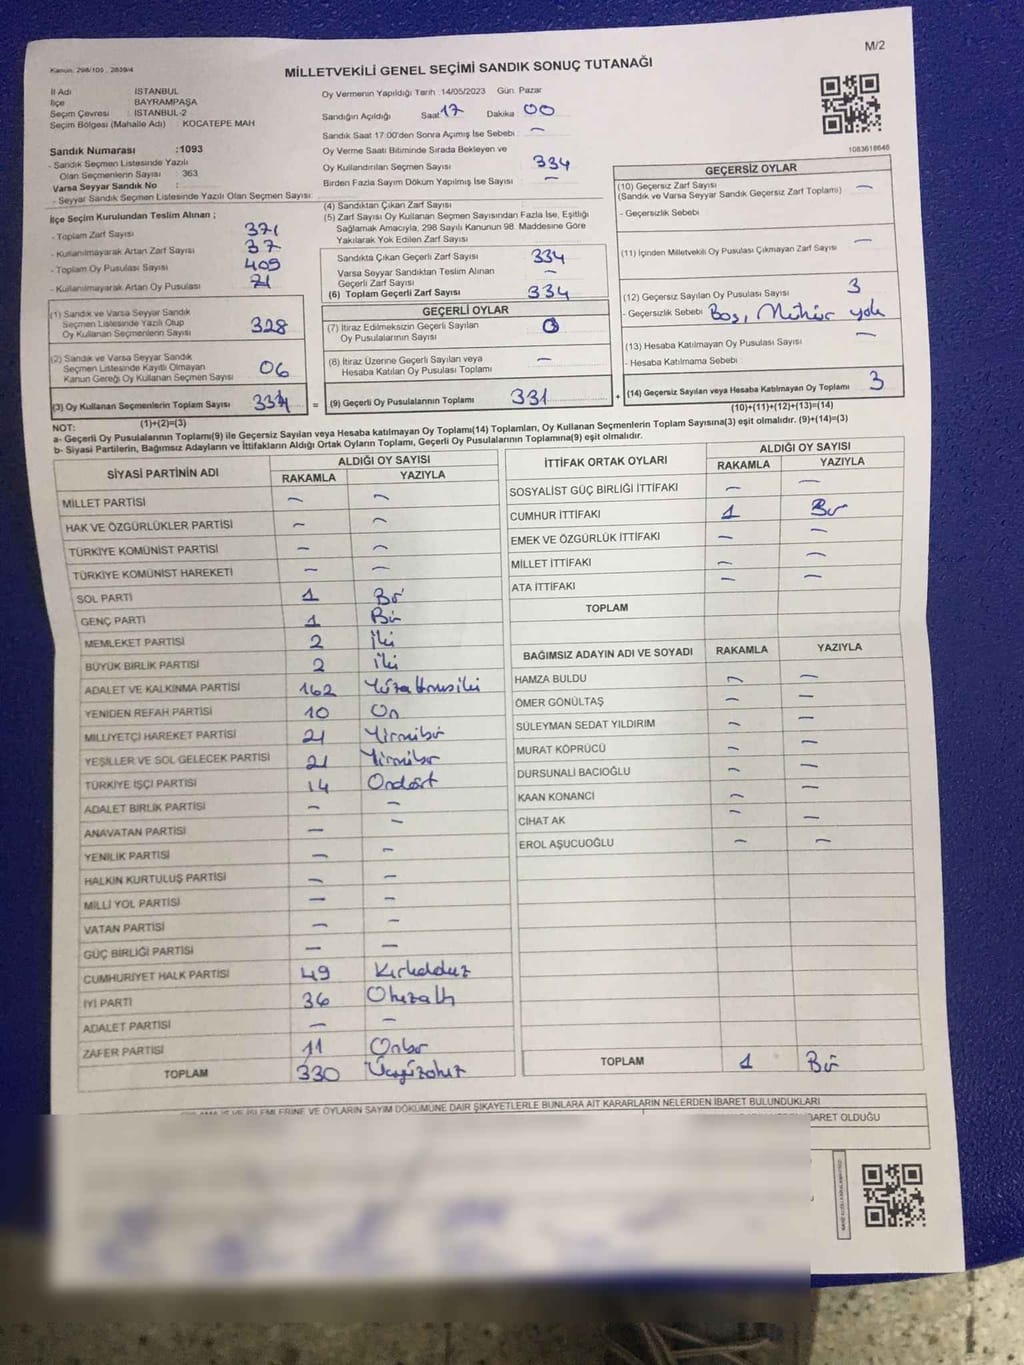 M/2
Kanun: 298/105 , 2839/4
MİLLETVEKİLİ GENEL SEÇİMİ SANDIK SONUÇ TUTANAĞI
İl Adı : İSTANBUL
İlçe : BAYRAMPAŞA
Seçim Çevresi : İSTANBUL-2
Seçim Bölgesi (Mahalle Adı) : KOCATEPE MAH
Sandık Numarası :1093
- Sandık Seçmen Listesinde Yazılı
Olan Seçmenlerin Sayısı : 363
Varsa Seyyar Sandık No :
- Seyyar Sandık Seçmen Listesinde Yazılı Olan Seçmen Sayısı:
Oy Vermenin Yapıldığı Tarih :14/05/2023 Gün: Pazar
Sandığın Açıldığı Saat 17 Dakika 00
Sandık Saat 17:00'den Sonra Açımış İse Sebebi : —
Oy Verme Saati Bitiminde Sırada Bekleyen ve
Oy Kullandırılan Seçmen Sayısı 334
Birden Fazla Sayım Döküm Yapılmış İse Sayısı : —
1083618646
İlçe Seçim Kurulundan Teslim Alınan ;
- Toplam Zarf Sayısı 371
- Kullanılmayarak Artan Zarf Sayısı 37
- Toplam Oy Pusulası Sayısı 405
- Kullanılmayarak Artan Oy Pusulası 71
(1) Sandık ve Varsa Seyyar Sandık
Seçmen Listesinde Yazılı Olup
Oy Kullanan Seçmenlerin Sayısı 328
(2) Sandık ve Varsa Seyyar Sandık
Seçmen Listesinde Kayıtlı Olmayan
Kanun Gereği Oy Kullanan Seçmen Sayısı 06
(3) Oy Kullanan Seçmenlerin Toplam Sayısı 334
(1)+(2)=(3)
(4) Sandıktan Çıkan Zarf Sayısı
(5) Zarf Sayısı Oy Kullanan Seçmen Sayısından Fazla İse, Eşitliği
Sağlamak Amacıyla, 298 Sayılı Kanunun 98. Maddesine Göre
Yakılarak Yok Edilen Zarf Sayısı
Sandıkta Çıkan Geçerli Zarf Sayısı 334
Varsa Seyyar Sandıktan Teslim Alınan
Geçerli Zarf Sayısı —
(6) Toplam Geçerli Zarf Sayısı 334
GEÇERLİ OYLAR
(7) İtiraz Edilmeksizin Geçerli Sayılan
Oy Pusulalarının Sayısı
(8) İtiraz Üzerine Geçerli Sayılan veya
Hesaba Katılan Oy Pusulası Toplamı —
= (9) Geçerli Oy Pusulalarının Toplamı 331
GEÇERSİZ OYLAR
(10) Geçersiz Zarf Sayısı
(Sandık ve Varsa Seyyar Sandık Geçersiz Zarf Toplamı) —
- Geçersizlik Sebebi
(11) İçinden Milletvekili Oy Pusulası Çıkmayan Zarf Sayısı —
(12) Geçersiz Sayılan Oy Pusulası Sayısı 3
- Geçersizlik Sebebi Boş, Mühür yok
(13) Hesaba Katılmayan Oy Pusulası Sayısı —
- Hesaba Katılmama Sebebi :
+ (14) Geçersiz Sayılan veya Hesaba Katılmayan Oy Toplamı 3
(10)+(11)+(12)+(13)=(14)
NOT:
a- Geçerli Oy Pusulalarının Toplamı(9) ile Geçersiz Sayılan veya Hesaba katılmayan Oy Toplamı(14) Toplamları, Oy Kullanan Seçmenlerin Toplam Sayısına(3) eşit olmalıdır. (9)+(14)=(3)
b- Siyasi Partilerin, Bağımsız Adayların ve İttifakların Aldığı Oyların Toplamı, Geçerli Oy Pusulalarının Toplamına(9) eşit olmalıdır.
SİYASİ PARTİNİN ADI ALDIĞI OY SAYISI
RAKAMLA YAZIYLA
MİLLET PARTİSİ — —
HAK VE ÖZGÜRLÜKLER PARTİSİ — —
TÜRKİYE KOMÜNİST PARTİSİ — —
TÜRKİYE KOMÜNİST HAREKETİ — —
SOL PARTİ 1 Bir
GENÇ PARTİ 1 Bir
MEMLEKET PARTİSİ 2 İki
BÜYÜK BİRLİK PARTİSİ 2 İki
ADALET VE KALKINMA PARTİSİ 162 Yüzaltmışiki
YENİDEN REFAH PARTİSİ 10 On
MİLLİYETÇİ HAREKET PARTİSİ 21 Yirmibir
YEŞİLLER VE SOL GELECEK PARTİSİ 21 Yirmibir
TÜRKİYE İŞÇİ PARTİSİ 14 Ondört
ADALET BİRLİK PARTİSİ — —
ANAVATAN PARTİSİ — —
YENİLİK PARTİSİ — —
HALKIN KURTULUŞ PARTİSİ — —
MİLLİ YOL PARTİSİ — —
VATAN PARTİSİ — —
GÜÇ BİRLİĞİ PARTİSİ — —
CUMHURİYET HALK PARTİSİ 49 Kırkdokuz
İYİ PARTİ 36 Otuzaltı
ADALET PARTİSİ — —
ZAFER PARTİSİ 11 Onbir
TOPLAM 330 Üçyüzotuz
İTTİFAK ORTAK OYLARI ALDIĞI OY SAYISI
RAKAMLA YAZIYLA
SOSYALİST GÜÇ BİRLİĞİ İTTİFAKI — —
CUMHUR İTTİFAKI 1 Bir
EMEK VE ÖZGÜRLÜK İTTİFAKI — —
MİLLET İTTİFAKI — —
ATA İTTİFAKI — —
TOPLAM
BAĞIMSIZ ADAYIN ADI VE SOYADI RAKAMLA YAZIYLA
HAMZA BULDU — —
ÖMER GÖNÜLTAŞ — —
SÜLEYMAN SEDAT YILDIRIM — —
MURAT KÖPRÜCÜ — —
DURSUNALİ BACIOĞLU — —
KAAN KONANCI — —
CİHAT AK — —
EROL AŞUCUOĞLU — —
TOPLAM 1 Bir
İŞLEMLERİNE VE OYLARIN SAYIM DÖKÜMÜNE DAİR ŞİKAYETLERLE BUNLARA AİT KARARLARIN NELERDEN İBARET BULUNDUKLARI
İBARET OLDUĞU